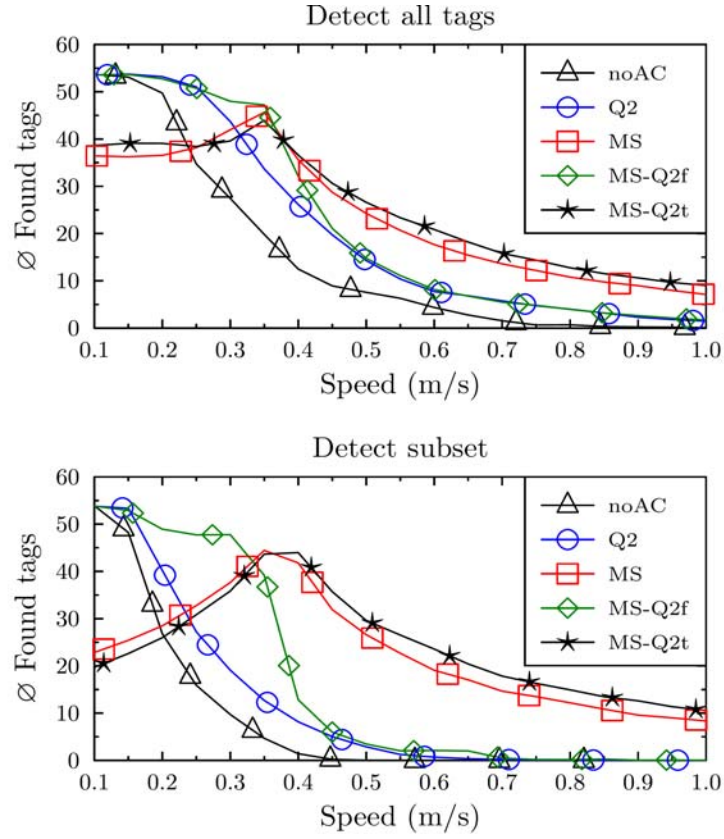 Detect all tags
60
50
40
30
20
10
0
∅ Found tags
noAC
Q2
MS
MS-Q2f
MS-Q2t
0.1 0.2 0.3 0.4 0.5 0.6 0.7 0.8 0.9 1.0
Speed (m/s)
Detect subset
60
50
40
30
20
10
0
∅ Found tags
noAC
Q2
MS
MS-Q2f
MS-Q2t
0.1 0.2 0.3 0.4 0.5 0.6 0.7 0.8 0.9 1.0
Speed (m/s)